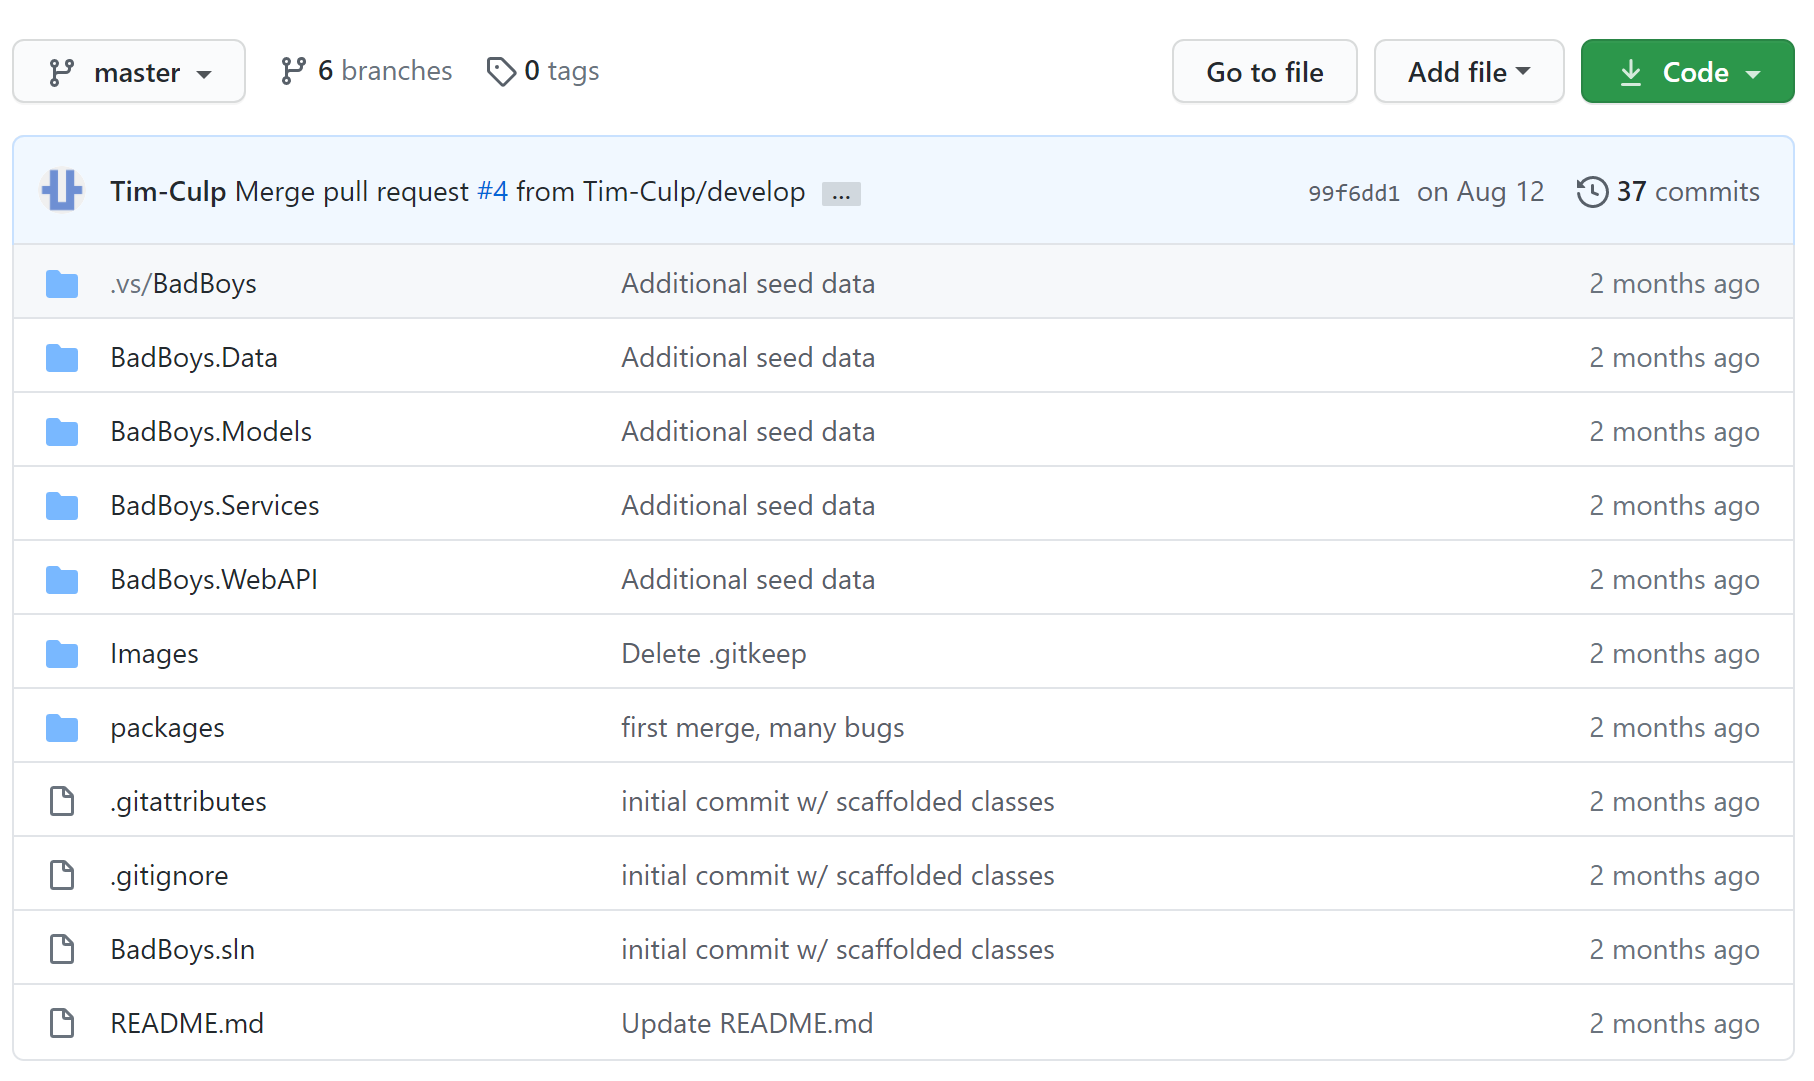 master 6 branches 0 tags Go to file Add file Code
Tim-Culp Merge pull request #4 from Tim-Culp/develop ... 99f6dd1 on Aug 12 37 commits
.vs/BadBoys Additional seed data 2 months ago
BadBoys.Data Additional seed data 2 months ago
BadBoys.Models Additional seed data 2 months ago
BadBoys.Services Additional seed data 2 months ago
BadBoys.WebAPI Additional seed data 2 months ago
Images Delete .gitkeep 2 months ago
packages first merge, many bugs 2 months ago
.gitattributes initial commit w/ scaffolded classes 2 months ago
.gitignore initial commit w/ scaffolded classes 2 months ago
BadBoys.sln initial commit w/ scaffolded classes 2 months ago
README.md Update README.md 2 months ago